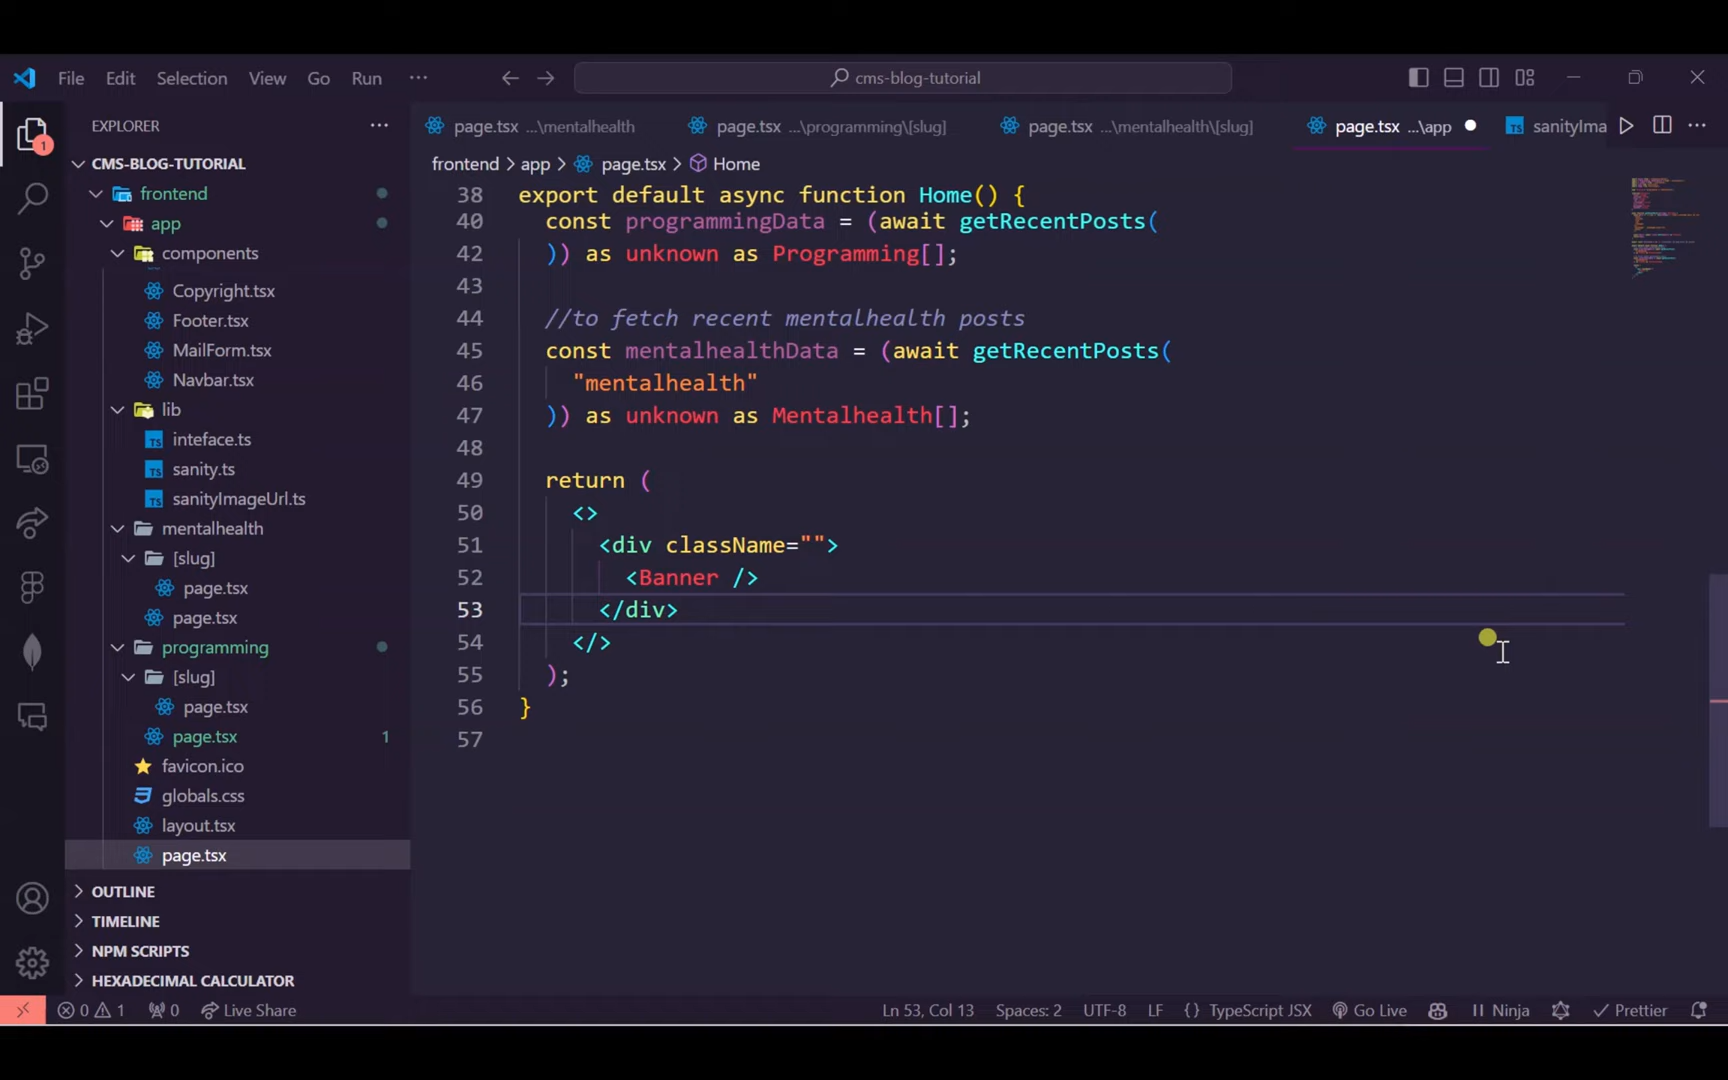 File Edit Selection View Go Run ··· cms-blog-tutorial
EXPLORER ···
CMS-BLOG-TUTORIAL
frontend
app
components
Copyright.tsx
Footer.tsx
MailForm.tsx
Navbar.tsx
lib
TS inteface.ts
TS sanity.ts
TS sanityImageUrl.ts
mentalhealth
[slug]
page.tsx
page.tsx
programming
[slug]
page.tsx
page.tsx 1
favicon.ico
globals.css
layout.tsx
page.tsx
OUTLINE
TIMELINE
NPM SCRIPTS
HEXADECIMAL CALCULATOR
1
page.tsx ...\mentalhealth page.tsx ...\programming\[slug] page.tsx ...\mentalhealth\[slug] page.tsx ...\app TS sanityIma ···
frontend > app > page.tsx > Home
38 export default async function Home() {
40 const programmingData = (await getRecentPosts(
42 )) as unknown as Programming[];
43
44 //to fetch recent mentalhealth posts
45 const mentalhealthData = (await getRecentPosts(
46 "mentalhealth"
47 )) as unknown as Mentalhealth[];
48
49 return (
50 <>
51 <div className="">
52 <Banner />
53 </div>
54 </>
55 );
56 }
57
0 1 0 Live Share Ln 53, Col 13 Spaces: 2 UTF-8 LF {} TypeScript JSX Go Live Ninja Prettier